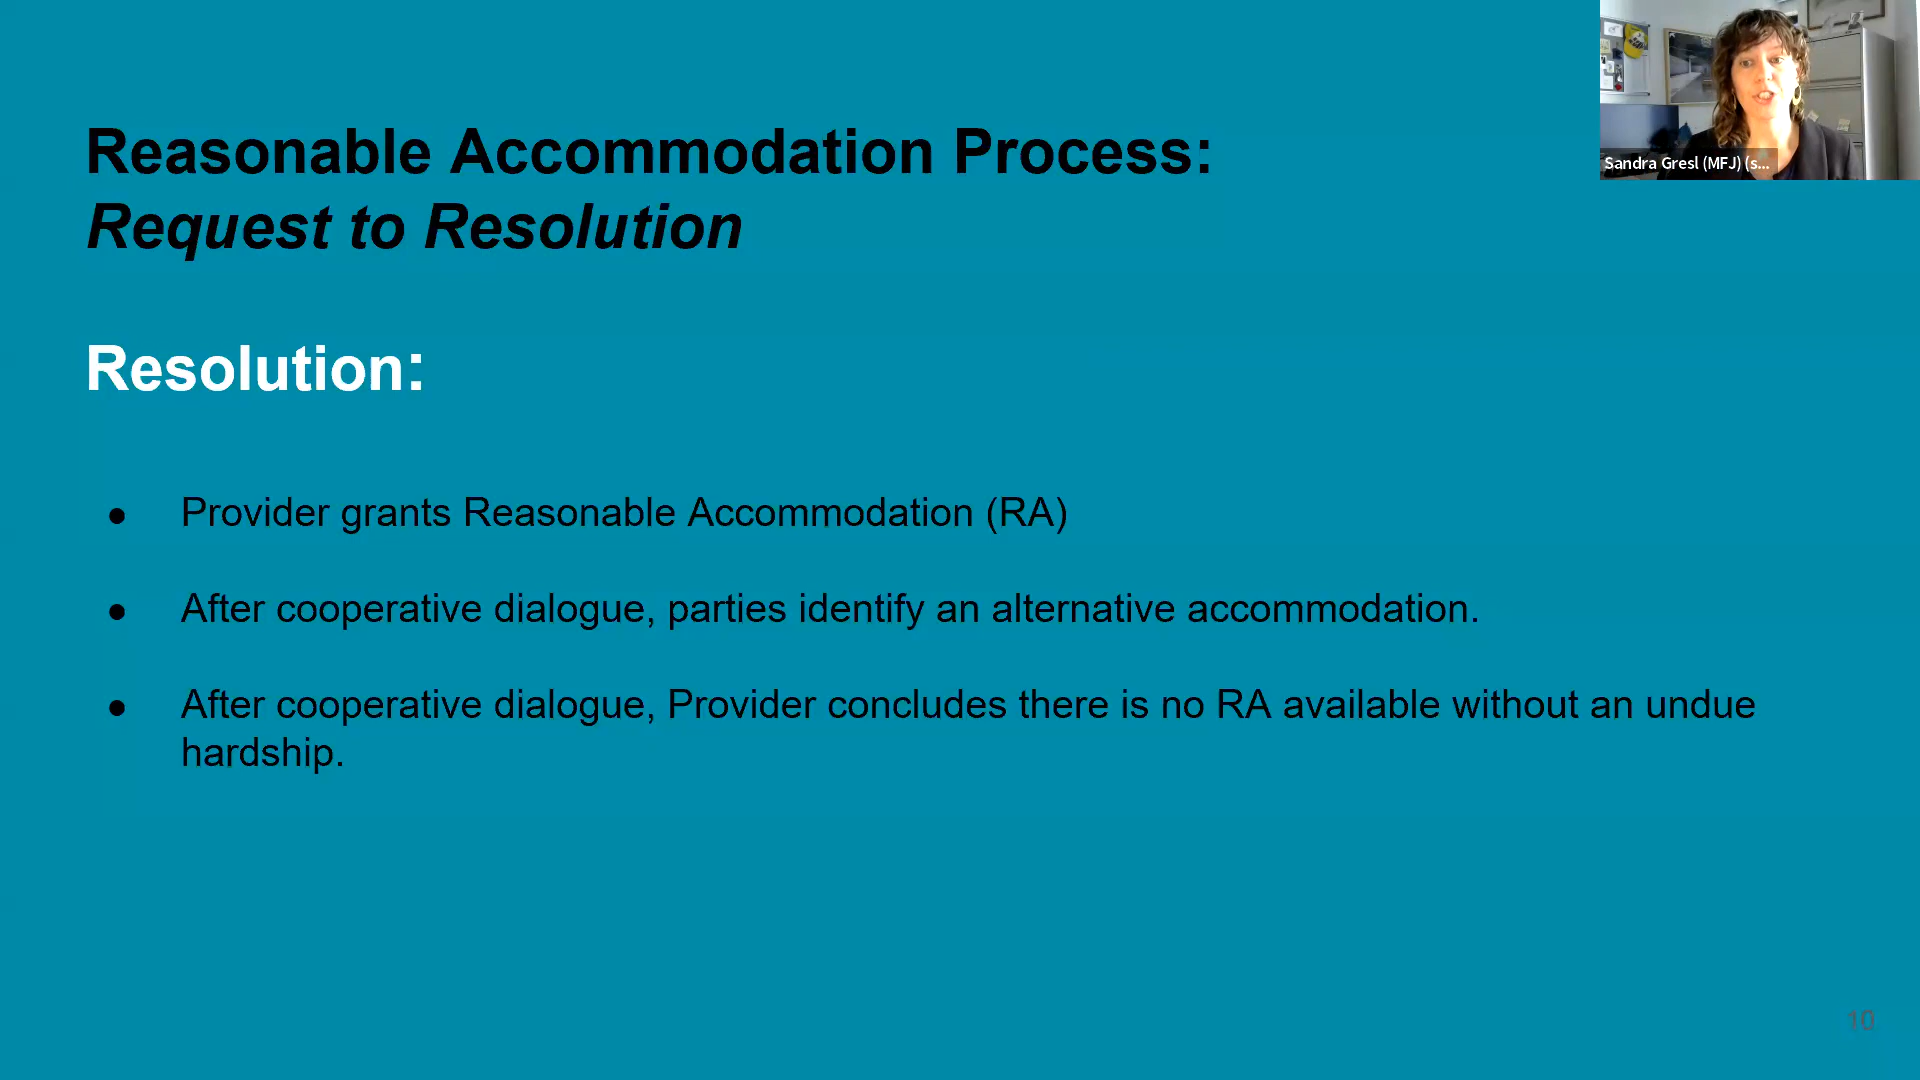 Reasonable Accommodation Process:
Request to Resolution
Sandra Gresl (MFJ) (s...
Resolution:
● Provider grants Reasonable Accommodation (RA)
● After cooperative dialogue, parties identify an alternative accommodation.
● After cooperative dialogue, Provider concludes there is no RA available without an undue
hardship.
10